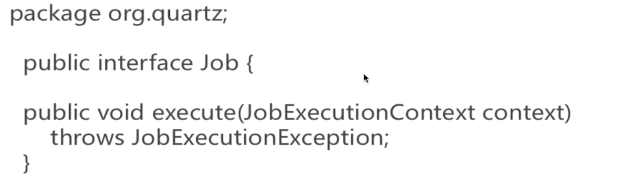 package org.quartz;
public interface Job {
public void execute(JobExecutionContext context)
throws JobExecutionException;
}